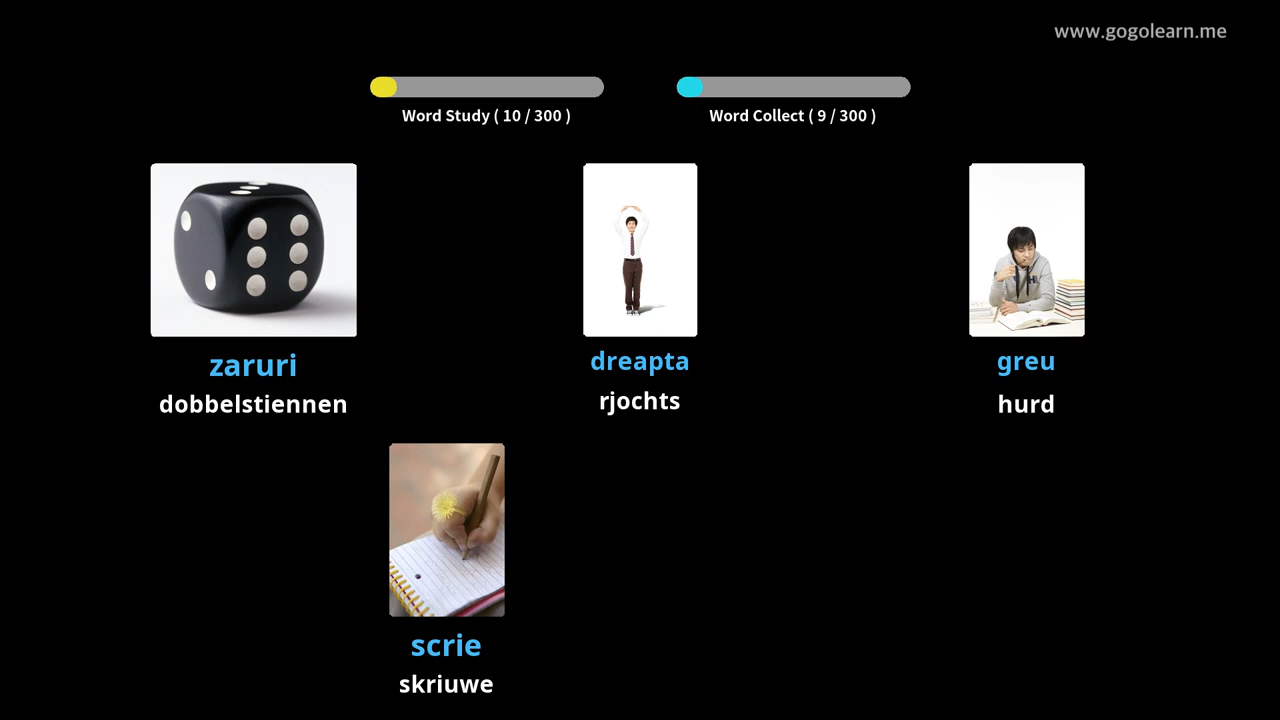 www.gogolearn.me
Word Study ( 10 / 300 )
Word Collect ( 9 / 300 )
zaruri
dobbelstiennen
dreapta
rjochts
greu
hurd
scrie
skriuwe